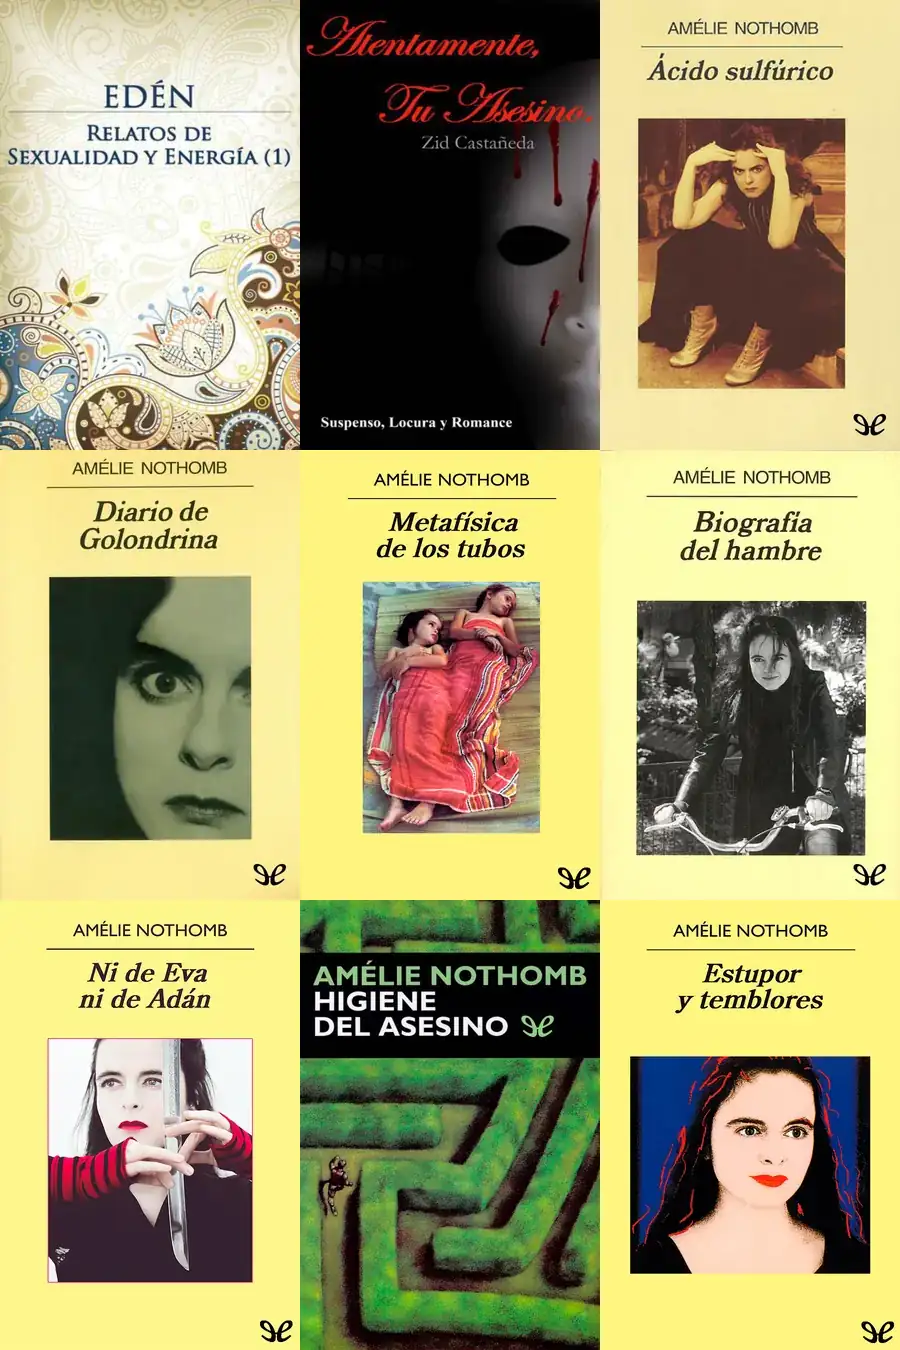 EDÉN
RELATOS DE
SEXUALIDAD Y ENERGÍA (1)
Atentamente,
Tu Asesino.
Zid Castañeda
Suspenso, Locura y Romance
AMÉLIE NOTHOMB
Ácido sulfúrico
AMÉLIE NOTHOMB
Diario de
Golondrina
AMÉLIE NOTHOMB
Metafísica
de los tubos
AMÉLIE NOTHOMB
Biografía
del hambre
AMÉLIE NOTHOMB
Ni de Eva
ni de Adán
AMÉLIE NOTHOMB
HIGIENE
DEL ASESINO
AMÉLIE NOTHOMB
Estupor
y temblores